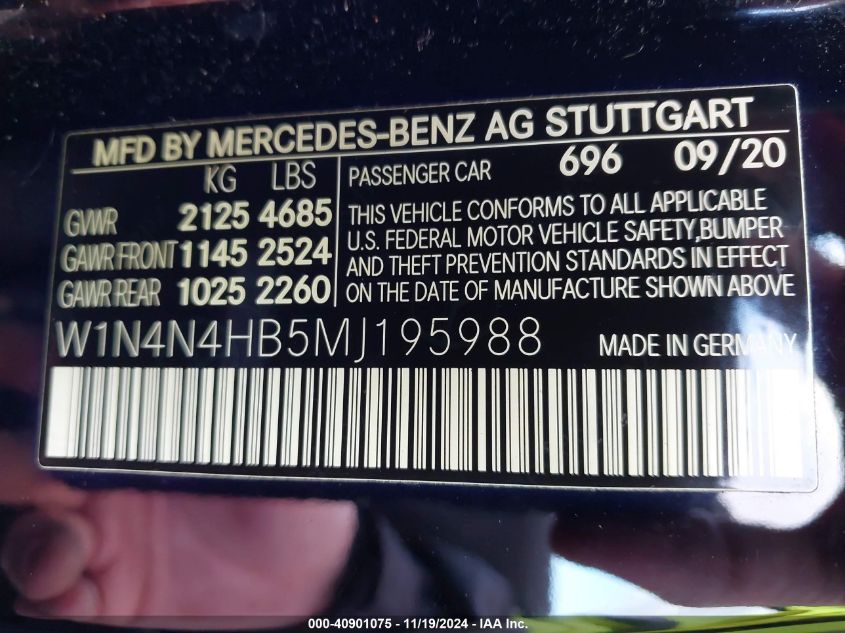 MFD BY MERCEDES-BENZ AG STUTTGART
KG LBS
GVWR 2125 4685
GAWR FRONT 1145 2524
GAWR REAR 1025 2260
PASSENGER CAR 696 09/20
THIS VEHICLE CONFORMS TO ALL APPLICABLE
U.S. FEDERAL MOTOR VEHICLE SAFETY,BUMPER
AND THEFT PREVENTION STANDARDS IN EFFECT
ON THE DATE OF MANUFACTURE SHOWN ABOVE
W1N4N4HB5MJ195988 MADE IN GERMANY
000-40901075 - 11/19/2024 - IAA Inc.